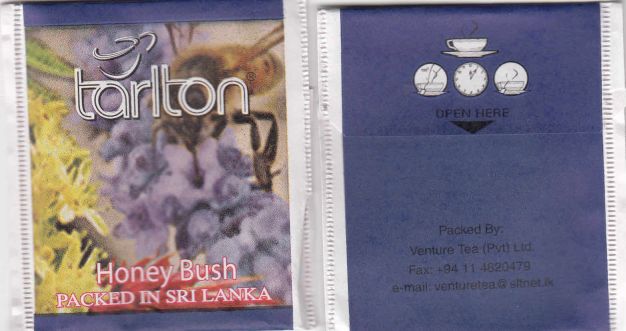 tarlton
Honey Bush
PACKED IN SRI LANKA
OPEN HERE
Packed By:
Venture Tea (Pvt) Ltd.
Fax: +94 11 4820479
e-mail: venturetea@sltnet.lk